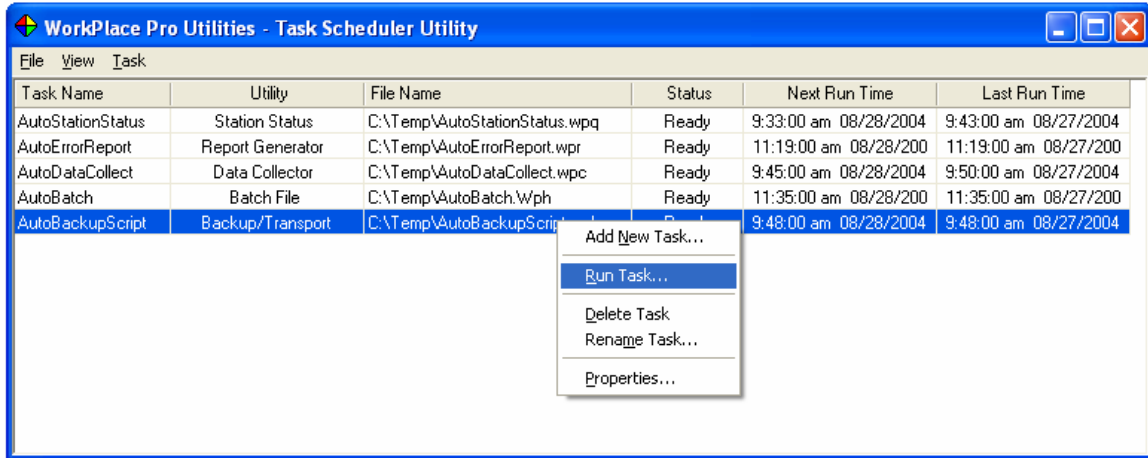 WorkPlace Pro Utilities - Task Scheduler Utility
File View Task
Task Name Utility File Name Status Next Run Time Last Run Time
AutoStationStatus Station Status C:\Temp\AutoStationStatus.wpq Ready 9:33:00 am 08/28/2004 9:43:00 am 08/27/2004
AutoErrorReport Report Generator C:\Temp\AutoErrorReport.wpr Ready 11:19:00 am 08/28/200 11:19:00 am 08/27/200
AutoDataCollect Data Collector C:\Temp\AutoDataCollect.wpc Ready 9:45:00 am 08/28/2004 9:50:00 am 08/27/2004
AutoBatch Batch File C:\Temp\AutoBatch.Wph Ready 11:35:00 am 08/28/200 11:35:00 am 08/27/200
AutoBackupScript Backup/Transport 9:48:00 am 08/28/2004 9:48:00 am 08/27/2004
Add New Task...
Run Task...
Delete Task
Rename Task...
Properties...